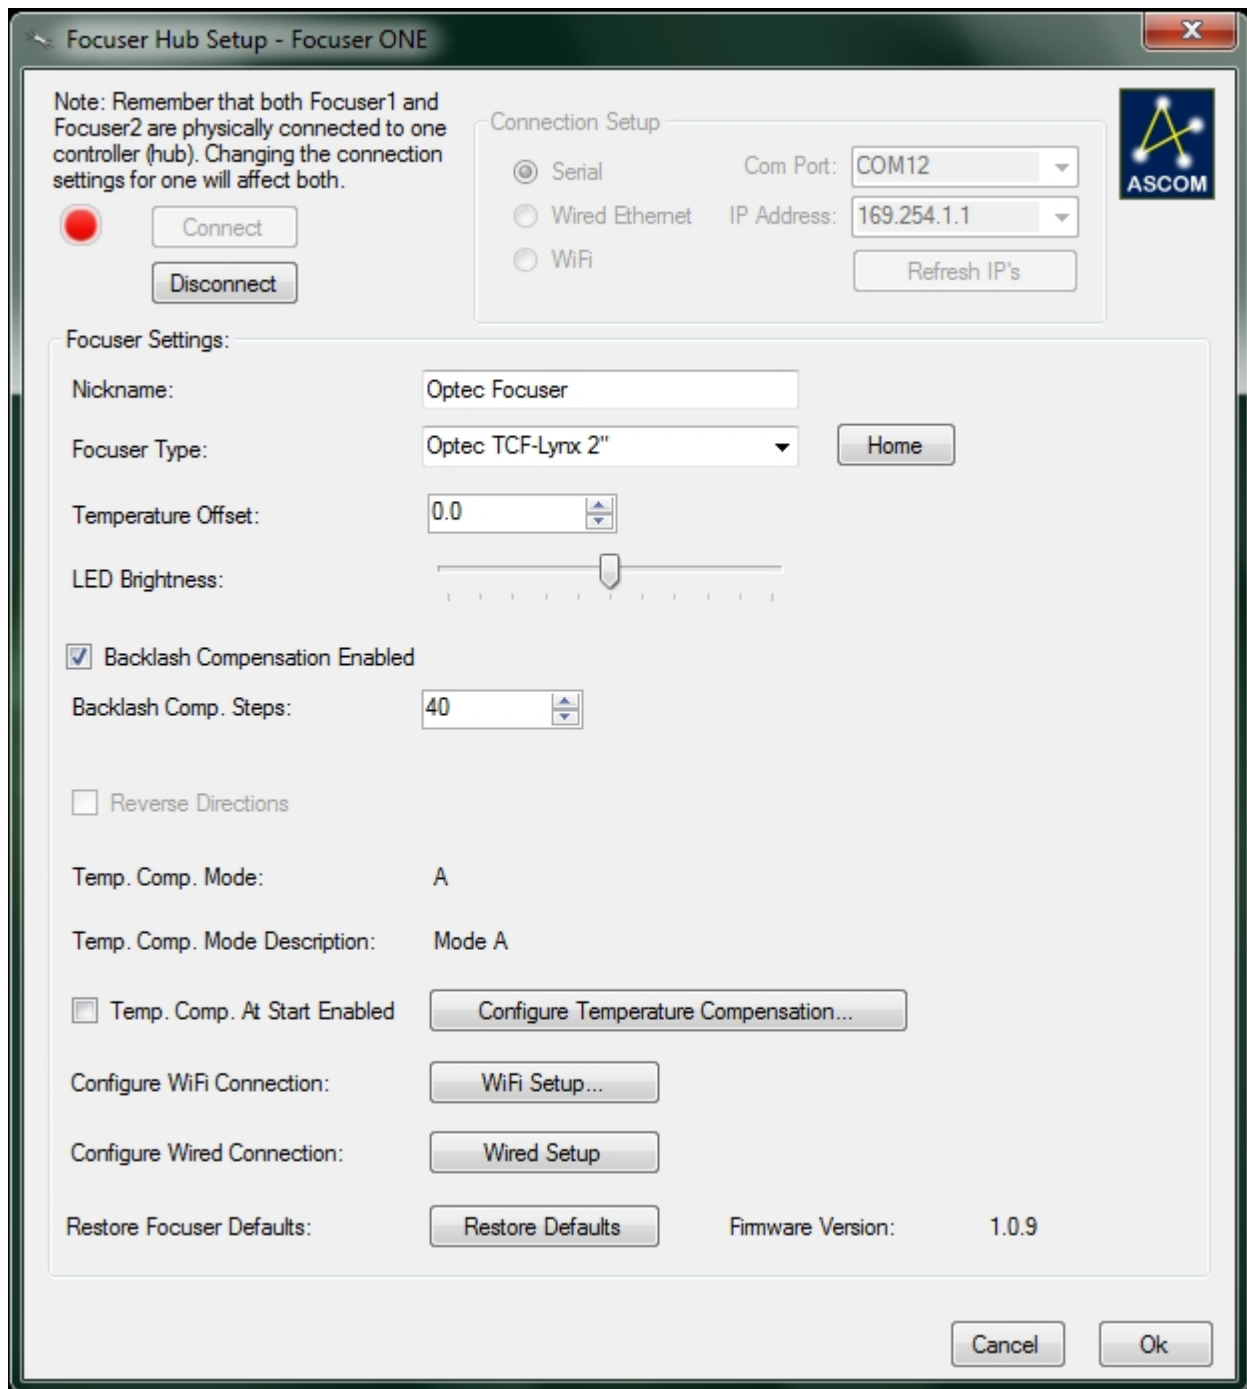 Focuser Hub Setup - Focuser ONE
Note: Remember that both Focuser1 and
Focuser2 are physically connected to one
controller (hub). Changing the connection
settings for one will affect both.
Connect
Disconnect
Connection Setup
Serial
Com Port:
COM12
Wired Ethernet
IP Address:
169.254.1.1
WiFi
Refresh IP's
ASCOM
Focuser Settings:
Nickname:
Optec Focuser
Focuser Type:
Optec TCF-Lynx 2"
Home
Temperature Offset:
0.0
LED Brightness:
Backlash Compensation Enabled
Backlash Comp. Steps:
40
Reverse Directions
Temp. Comp. Mode:
A
Temp. Comp. Mode Description:
Mode A
Temp. Comp. At Start Enabled
Configure Temperature Compensation...
Configure WiFi Connection:
WiFi Setup...
Configure Wired Connection:
Wired Setup
Restore Focuser Defaults:
Restore Defaults
Firmware Version:
1.0.9
Cancel
Ok